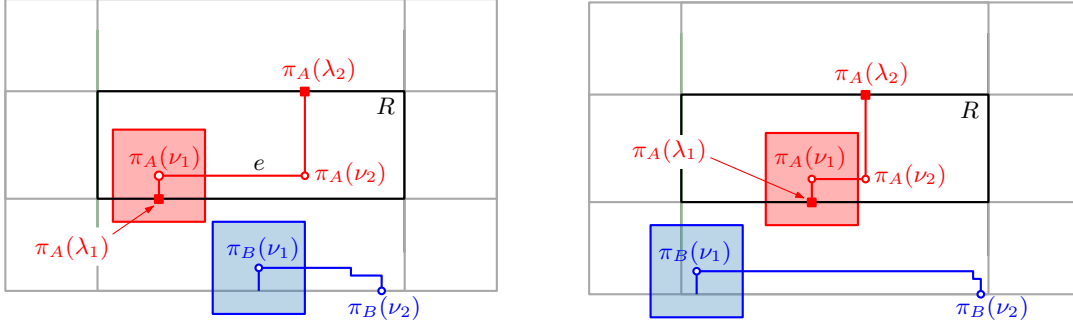 π_A(λ_2)
R
π_A(ν_1)
e
π_A(ν_2)
π_A(λ_1)
π_B(ν_1)
π_B(ν_2)
π_A(λ_2)
R
π_A(λ_1)
π_A(ν_1)
π_A(ν_2)
π_B(ν_1)
π_B(ν_2)